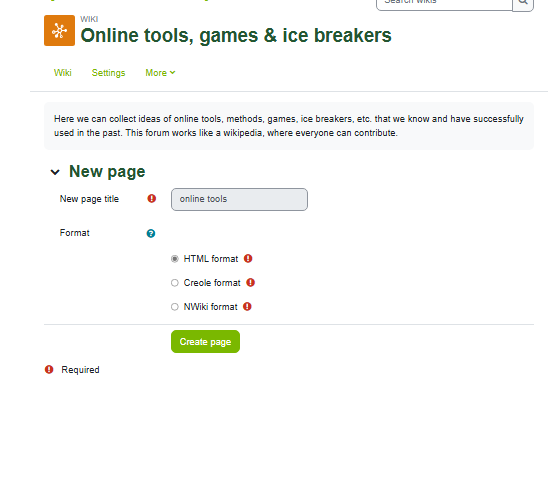 Search wikis
WIKI
Online tools, games & ice breakers
Wiki Settings More
Here we can collect ideas of online tools, methods, games, ice breakers, etc. that we know and have successfully
used in the past. This forum works like a wikipedia, where everyone can contribute.
New page
New page title online tools
Format
HTML format
Creole format
NWiki format
Create page
Required